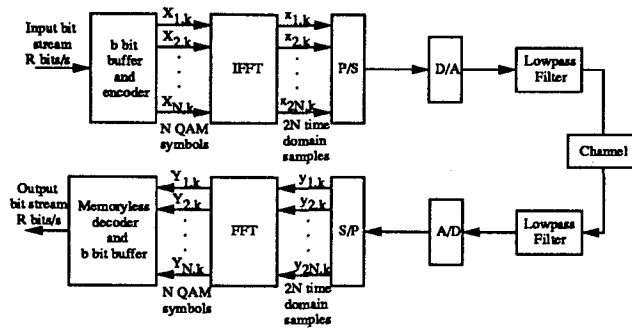 Input bit
stream
R bits/s
b bit
buffer
and
encoder
X1,k
X2,k
XN,k
N QAM
symbols
IFFT
x1,k
x2,k
x2N,k
2N time
domain
samples
P/S
D/A
Lowpass
Filter
Channel
Output
bit stream
R bits/s
Memoryless
decoder
and
b bit buffer
Y1,k
Y2,k
YN,k
N QAM
symbols
FFT
y1,k
y2,k
y2N,k
2N time
domain
samples
S/P
A/D
Lowpass
Filter